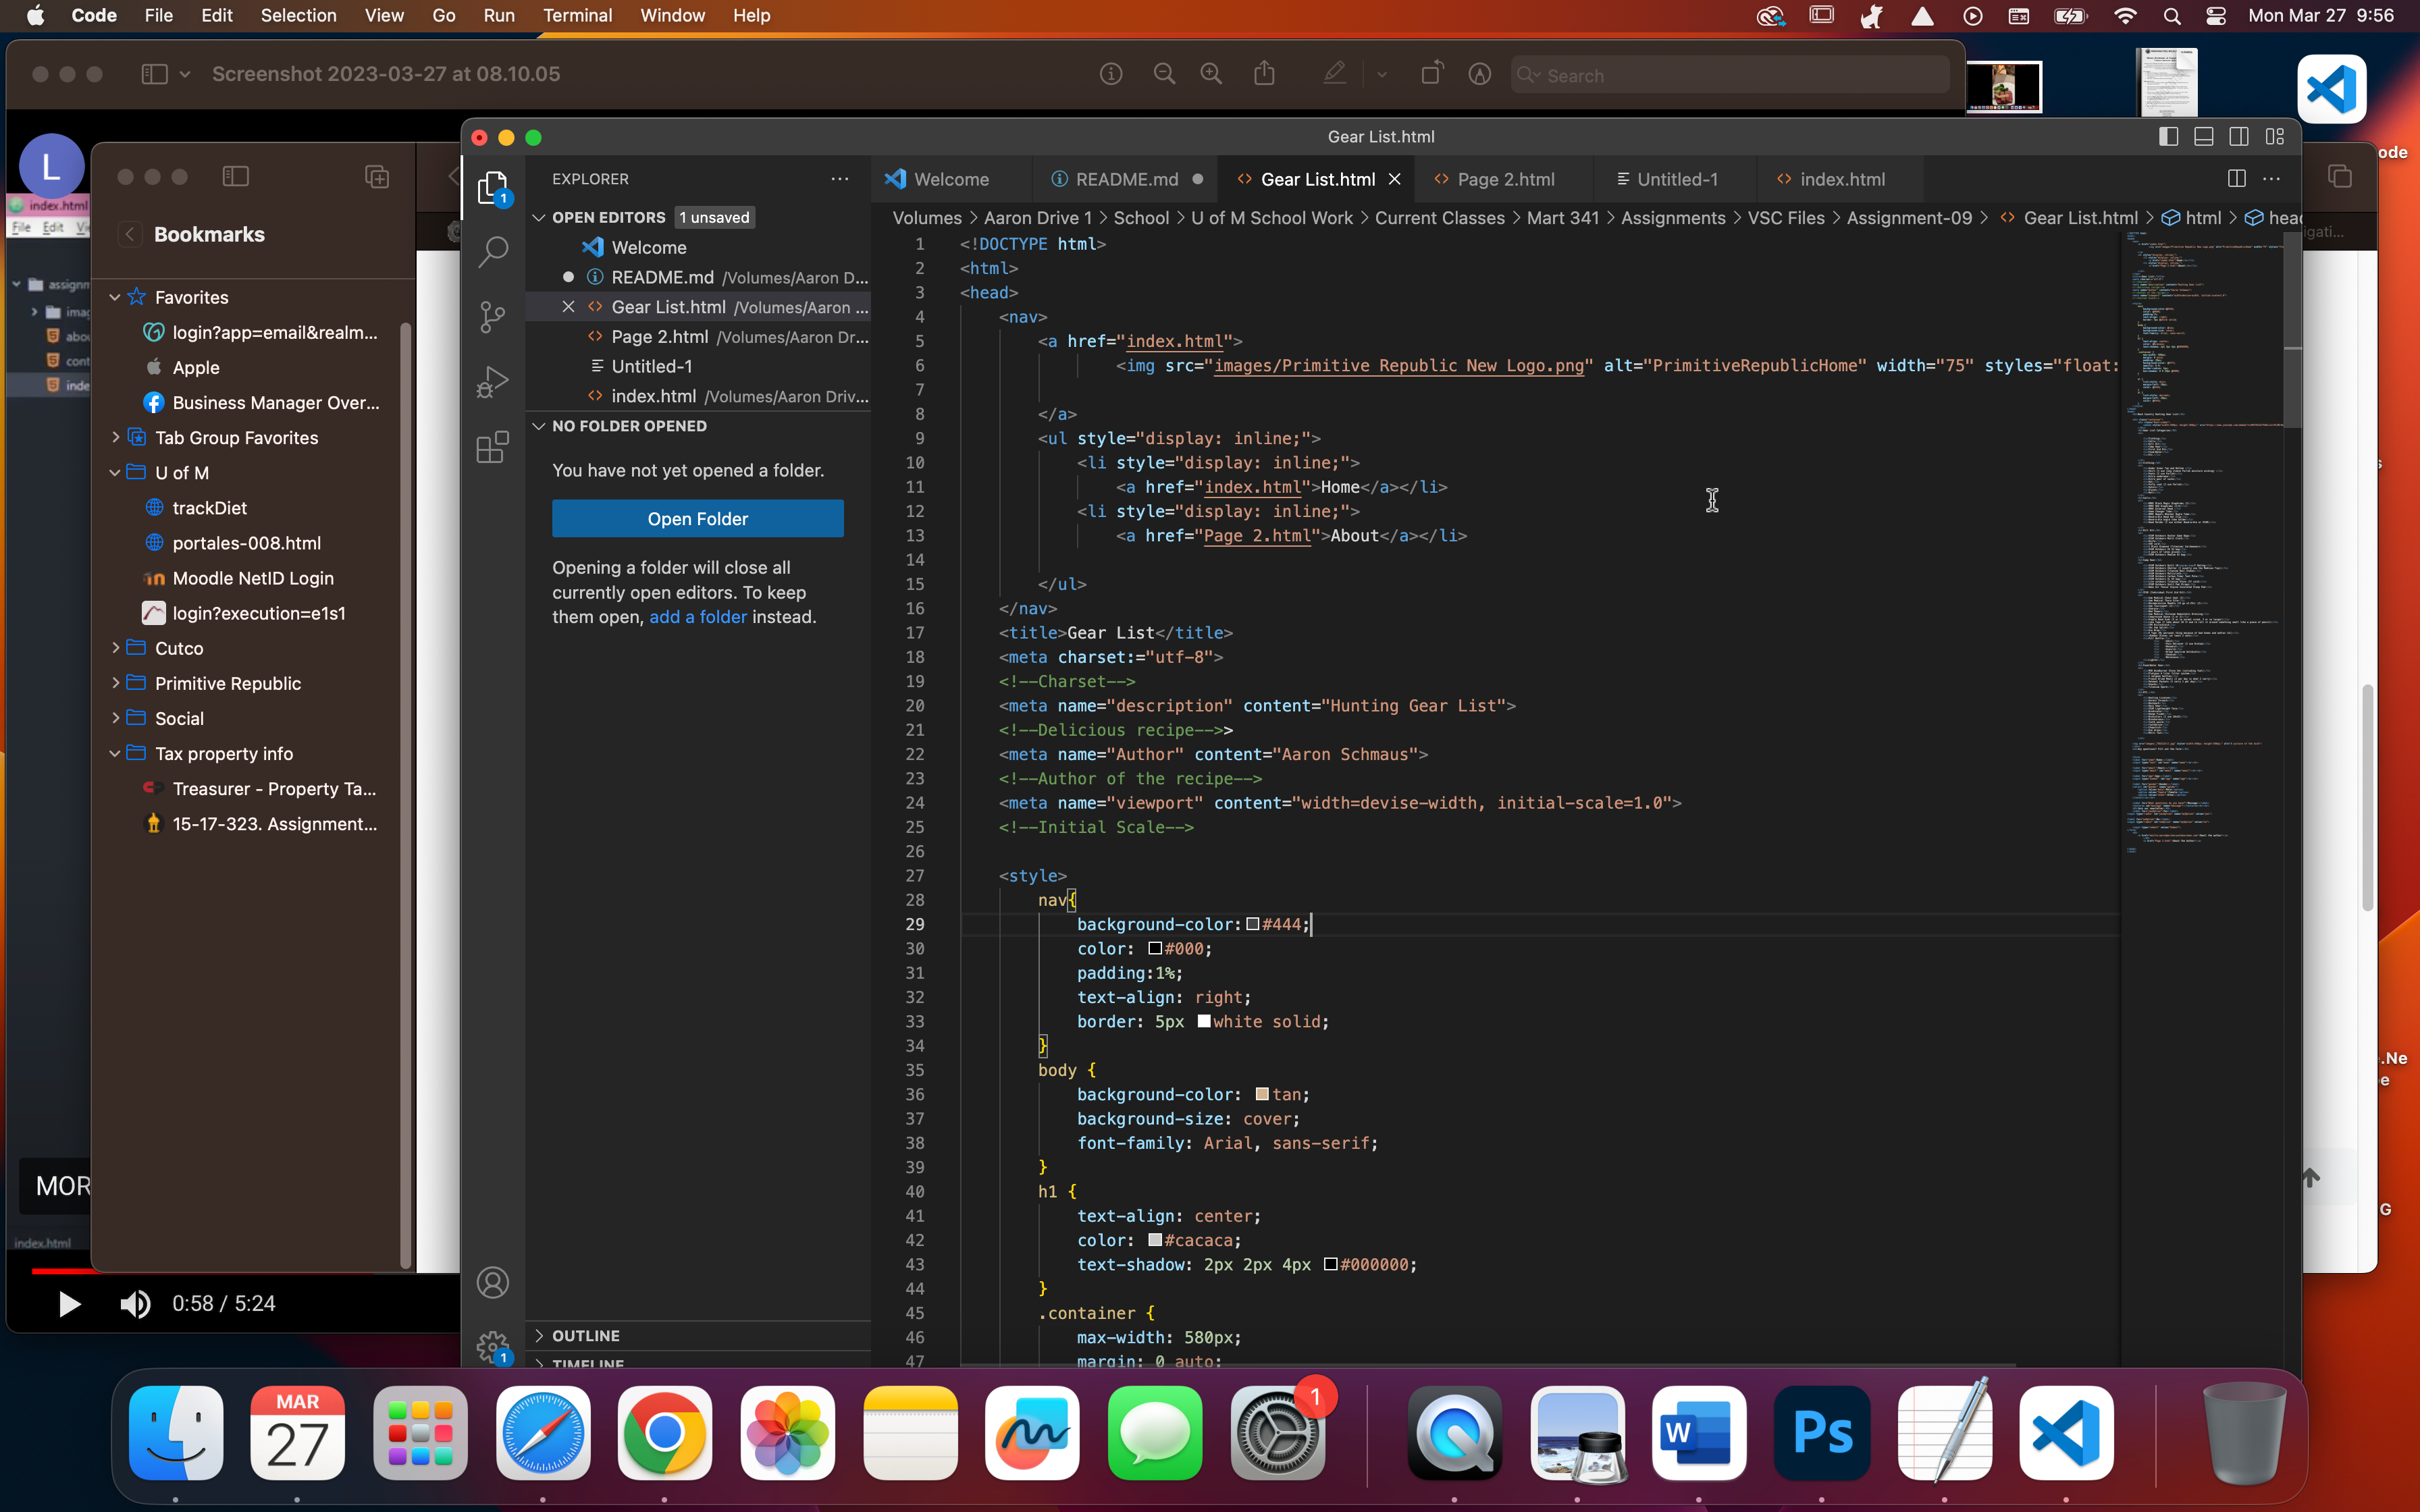 Code File Edit Selection View Go Run Terminal Window Help Mon Mar 27 9:56
Screenshot 2023-03-27 at 08.10.05
Search
L
index.html
File Edit
MOR
index.html
0:58 / 5:24
Bookmarks
Favorites
login?app=email&realm...
Apple
Business Manager Over...
Tab Group Favorites
U of M
trackDiet
portales-008.html
Moodle NetID Login
login?execution=e1s1
Cutco
Primitive Republic
Social
Tax property info
Treasurer - Property Ta...
15-17-323. Assignment...
Gear List.html
EXPLORER
OPEN EDITORS 1 unsaved
Welcome
README.md /Volumes/Aaron D...
Gear List.html /Volumes/Aaron ...
Page 2.html /Volumes/Aaron Dr...
Untitled-1
index.html /Volumes/Aaron Driv...
NO FOLDER OPENED
You have not yet opened a folder.
Open Folder
Opening a folder will close all
currently open editors. To keep
them open, add a folder instead.
OUTLINE
TIMELINE
1
1
Welcome README.md Gear List.html Page 2.html Untitled-1 index.html
Volumes > Aaron Drive 1 > School > U of M School Work > Current Classes > Mart 341 > Assignments > VSC Files > Assignment-09 > Gear List.html > html > head
1 <!DOCTYPE html>
2 <html>
3 <head>
4 <nav>
5 <a href="index.html">
6 <img src="images/Primitive Republic New Logo.png" alt="PrimitiveRepublicHome" width="75" styles="float:
7
8 </a>
9 <ul style="display: inline;">
10 <li style="display: inline;">
11 <a href="index.html">Home</a></li>
12 <li style="display: inline;">
13 <a href="Page 2.html">About</a></li>
14
15 </ul>
16 </nav>
17 <title>Gear List</title>
18 <meta charset:="utf-8">
19 <!--Charset-->
20 <meta name="description" content="Hunting Gear List">
21 <!--Delicious recipe-->>
22 <meta name="Author" content="Aaron Schmaus">
23 <!--Author of the recipe-->
24 <meta name="viewport" content="width=devise-width, initial-scale=1.0">
25 <!--Initial Scale-->
26
27 <style>
28 nav{
29 background-color:#444;
30 color: #000;
31 padding:1%;
32 text-align: right;
33 border: 5px white solid;
34 }
35 body {
36 background-color: tan;
37 background-size: cover;
38 font-family: Arial, sans-serif;
39 }
40 h1 {
41 text-align: center;
42 color: #cacaca;
43 text-shadow: 2px 2px 4px #000000;
44 }
45 .container {
46 max-width: 580px;
47 margin: 0 auto;
MAR
27
1
W
Ps